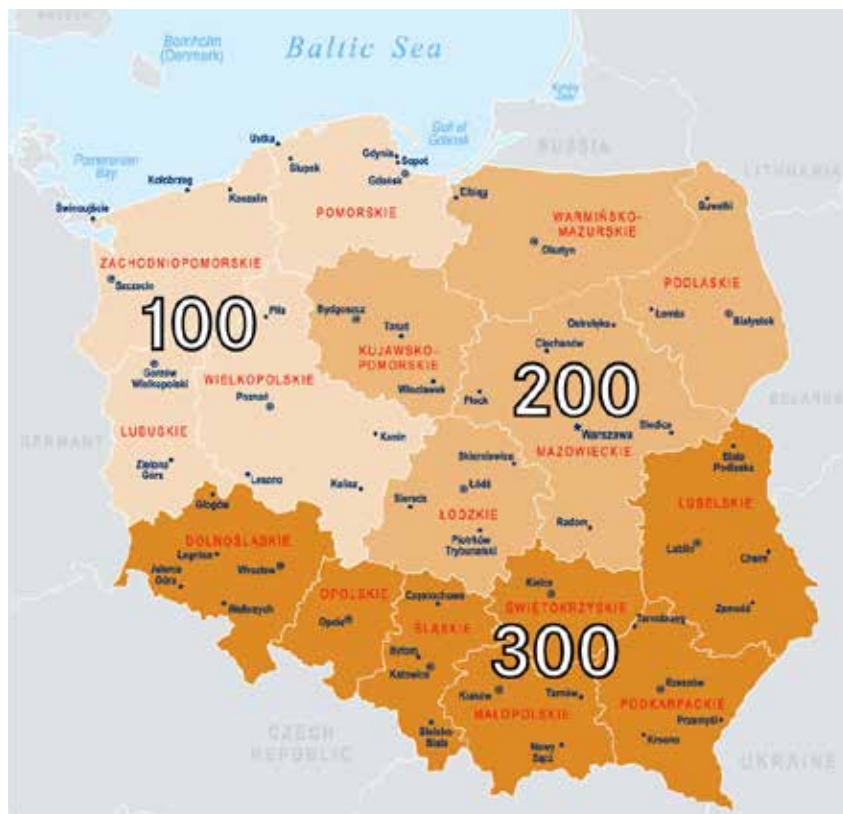 Bornholm
(Denmark)
Baltic Sea
Gulf of
Gdańsk
RUSSIA
LITHUANIA
Pomeranian
Bay
Ustka
Słupsk
Gdynia
Sopot
Gdańsk
Kołobrzeg
Koszalin
Świnoujście
Elbląg
Suwałki
POMORSKIE
WARMIŃSKO-
MAZURSKIE
Olsztyn
ZACHODNIOPOMORSKIE
Szczecin
PODLASKIE
Łomża
Białystok
100
Piła
Bydgoszcz
Toruń
Ostrołęka
Ciechanów
KUJAWSKO-
POMORSKIE
Gorzów
Wielkopolski
WIELKOPOLSKIE
Poznań
Włocławek
Płock
200
BELARUS
GERMANY
LUBUSKIE
Konin
Warszawa
Siedlce
MAZOWIECKIE
Zielona
Góra
Leszno
Kalisz
Skierniewice
Łódź
Sieradz
ŁÓDZKIE
Biała
Podlaska
LUBELSKIE
Głogów
DOLNOŚLĄSKIE
Legnica
Wrocław
Piotrków
Trybunalski
Radom
Lublin
Chełm
Jelenia
Góra
Wałbrzych
OPOLSKIE
Opole
Częstochowa
Kielce
ŚWIĘTOKRZYSKIE
Zamość
ŚLĄSKIE
Tarnobrzeg
300
Bytom
Katowice
Kraków
Tarnów
Rzeszów
MAŁOPOLSKIE
PODKARPACKIE
Przemyśl
Bielsko-
Biała
Nowy
Sącz
Krosno
CZECH
REPUBLIC
UKRAINE